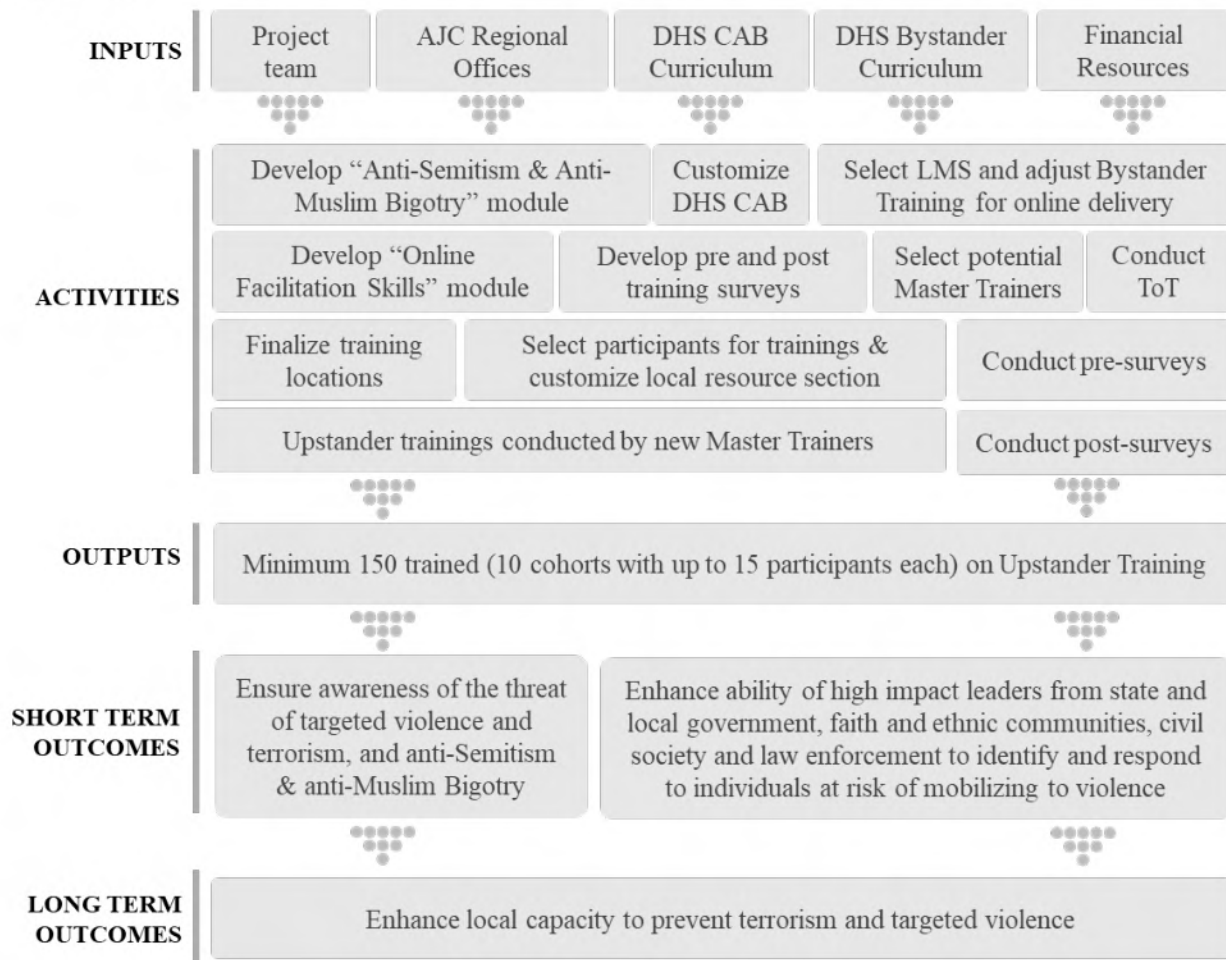 INPUTS
Project
team
AJC Regional
Offices
DHS CAB
Curriculum
DHS Bystander
Curriculum
Financial
Resources
ACTIVITIES
Develop “Anti-Semitism & Anti-
Muslim Bigotry” module
Customize
DHS CAB
Select LMS and adjust Bystander
Training for online delivery
Develop “Online
Facilitation Skills” module
Develop pre and post
training surveys
Select potential
Master Trainers
Conduct
ToT
Finalize training
locations
Select participants for trainings &
customize local resource section
Conduct pre-surveys
Upstander trainings conducted by new Master Trainers
Conduct post-surveys
OUTPUTS
Minimum 150 trained (10 cohorts with up to 15 participants each) on Upstander Training
SHORT TERM
OUTCOMES
Ensure awareness of the threat
of targeted violence and
terrorism, and anti-Semitism
& anti-Muslim Bigotry
Enhance ability of high impact leaders from state and
local government, faith and ethnic communities, civil
society and law enforcement to identify and respond
to individuals at risk of mobilizing to violence
LONG TERM
OUTCOMES
Enhance local capacity to prevent terrorism and targeted violence